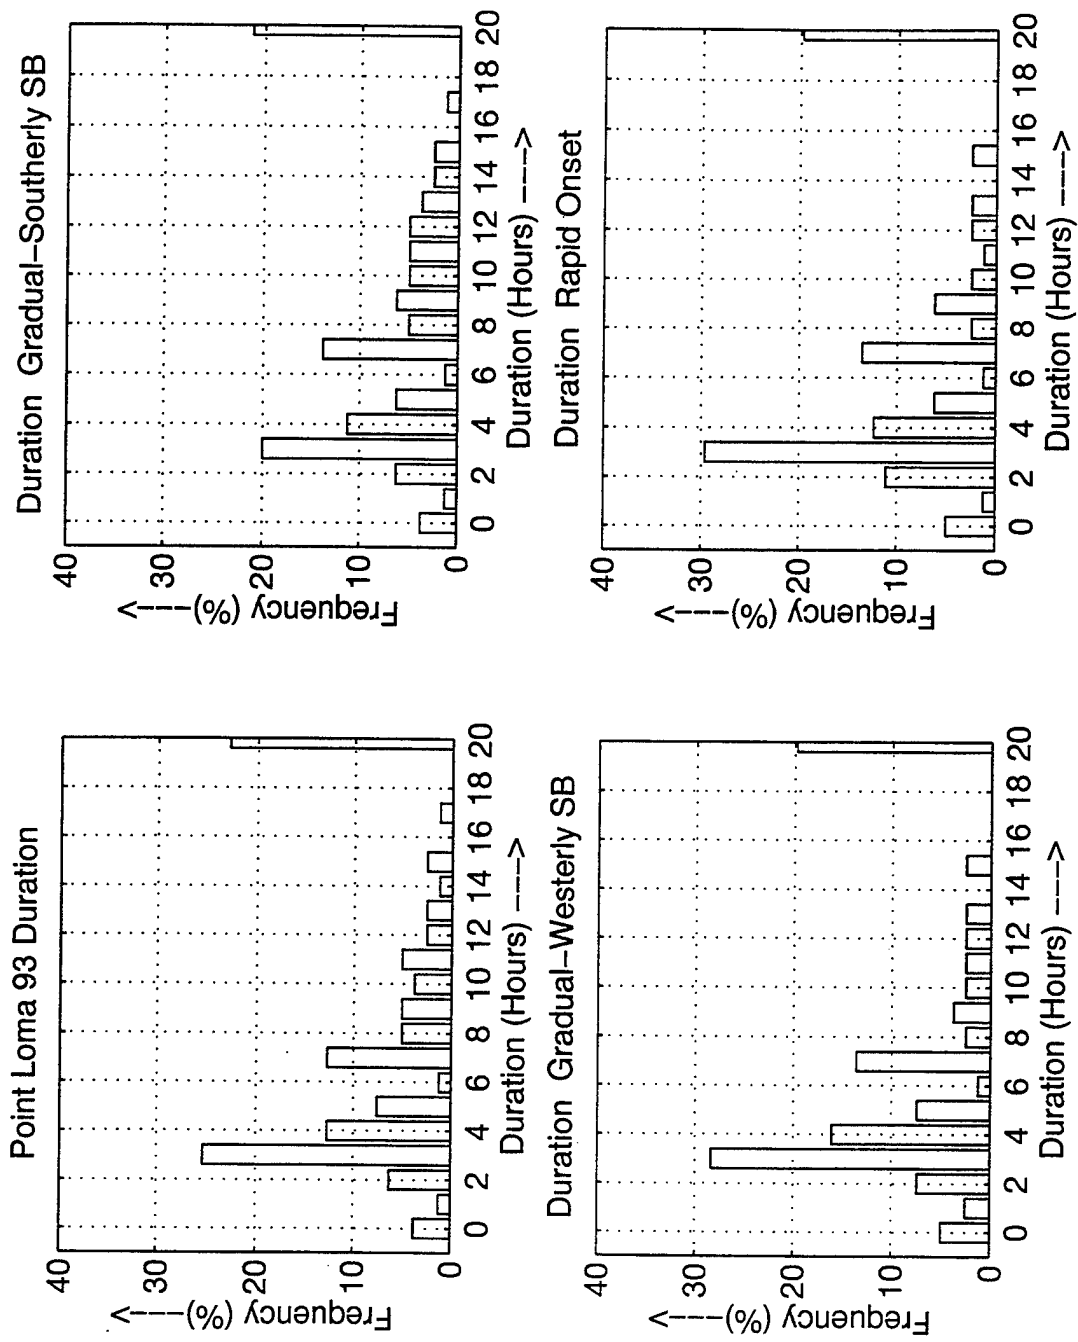 Point Loma 93 Duration
40
30
20
10
0
Frequency (%)--->
0 2 4 6 8 10 12 14 16 18 20
Duration (Hours) ---->
Duration Gradual-Southerly SB
40
30
20
10
0
Frequency (%)--->
0 2 4 6 8 10 12 14 16 18 20
Duration (Hours) ---->
Duration Gradual-Westerly SB
40
30
20
10
0
Frequency (%)--->
0 2 4 6 8 10 12 14 16 18 20
Duration (Hours) ---->
Duration Rapid Onset
40
30
20
10
0
Frequency (%)--->
0 2 4 6 8 10 12 14 16 18 20
Duration (Hours) ---->